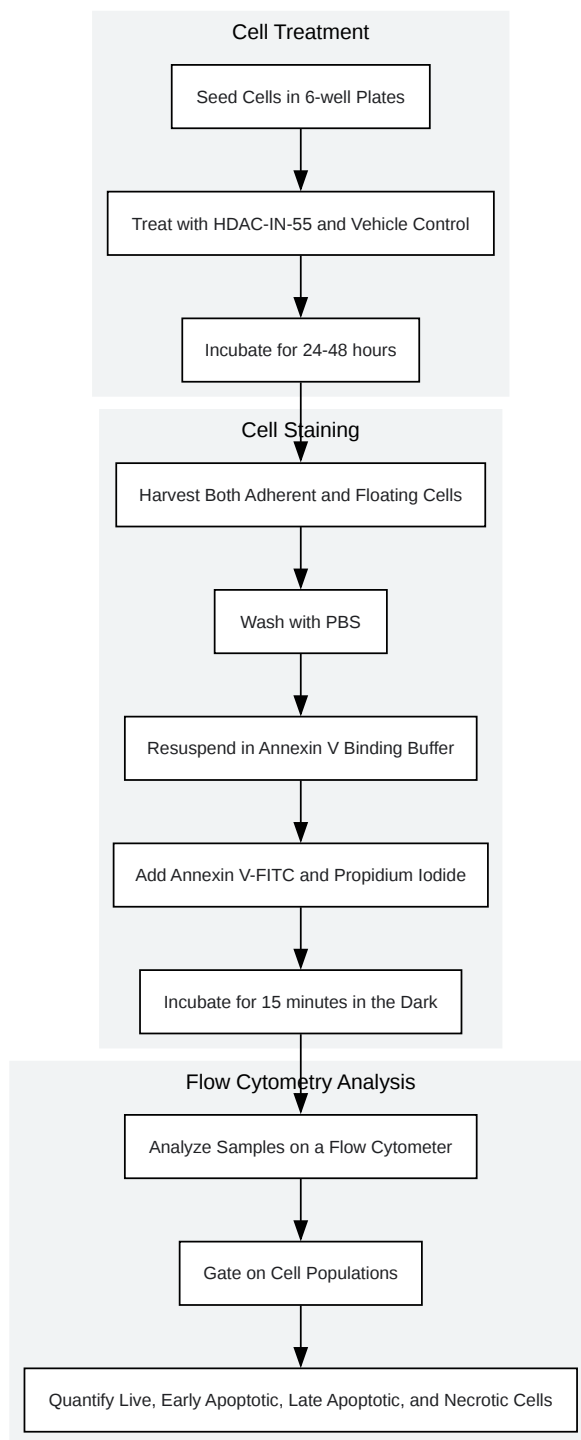 Cell Treatment
Seed Cells in 6-well Plates
Treat with HDAC-IN-55 and Vehicle Control
Incubate for 24-48 hours
Cell Staining
Harvest Both Adherent and Floating Cells
Wash with PBS
Resuspend in Annexin V Binding Buffer
Add Annexin V-FITC and Propidium Iodide
Incubate for 15 minutes in the Dark
Flow Cytometry Analysis
Analyze Samples on a Flow Cytometer
Gate on Cell Populations
Quantify Live, Early Apoptotic, Late Apoptotic, and Necrotic Cells